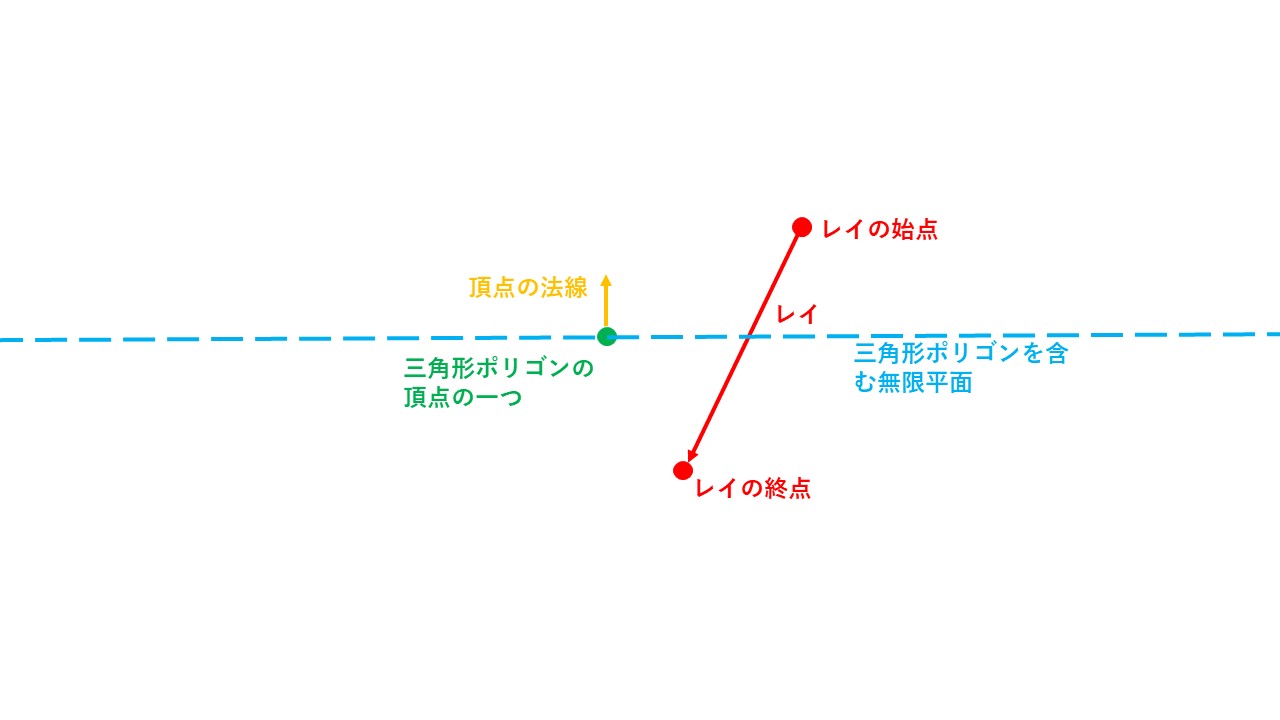 レイの始点
頂点の法線
レイ
三角形ポリゴンを含
む無限平面
三角形ポリゴンの
頂点の一つ
レイの終点